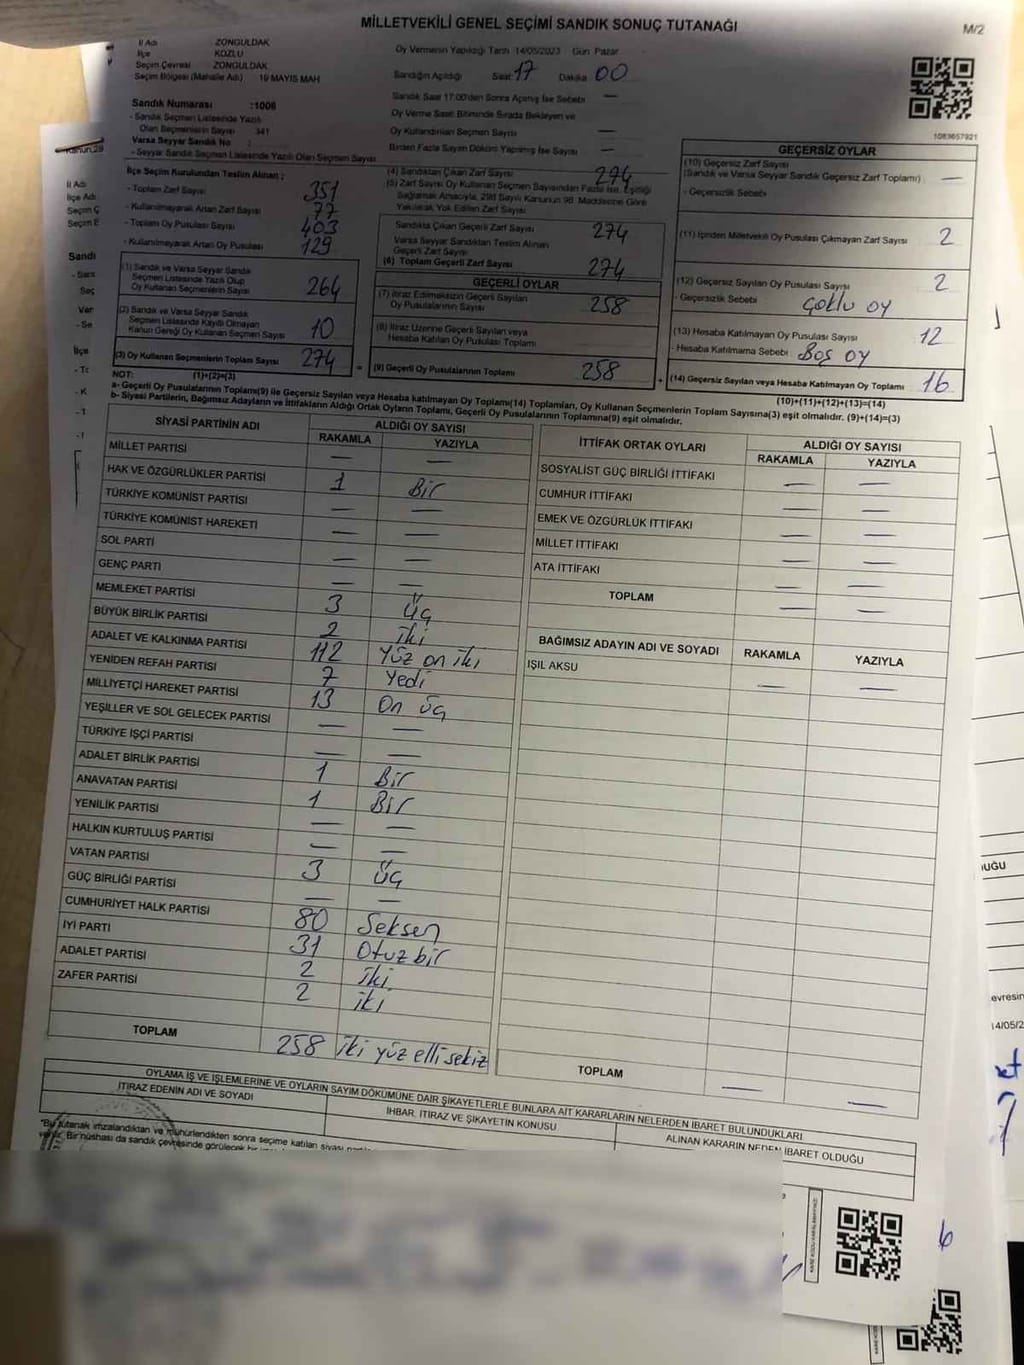 MİLLETVEKİLİ GENEL SEÇİMİ SANDIK SONUÇ TUTANAĞI
M/2
İl Adı ZONGULDAK
İlçe KOZLU
Seçim Çevresi ZONGULDAK
Seçim Bölgesi (Mahalle Adı) 19 MAYIS MAH
Oy Vermenin Yapıldığı Tarih 14/05/2023 Gün Pazar
Sandığın Açıldığı Saat 17 Dakika 00
Sandık Saat 17:00'den Sonra Açılmış İse Sebebi —
Oy Verme Saati Bitiminde Sırada Bekleyen ve
Oy Kullandırılan Seçmen Sayısı —
Birden Fazla Sayım Döküm Yapılmış İse Sayısı —
1083657921
Sandık Numarası :1006
- Sandık Seçmen Listesinde Yazılı
Olan Seçmenlerin Sayısı 341
Varsa Seyyar Sandık No :
- Seyyar Sandık Seçmen Listesinde Yazılı Olan Seçmen Sayısı
İlçe Seçim Kurulundan Teslim Alınan ;
- Toplam Zarf Sayısı 351
- Kullanılmayarak Artan Zarf Sayısı 77
- Toplam Oy Pusulası Sayısı 403
- Kullanılmayarak Artan Oy Pusulası 129
(1) Sandık ve Varsa Seyyar Sandık
Seçmen Listesinde Yazılı Olup
Oy Kullanan Seçmenlerin Sayısı 264
(2) Sandık ve Varsa Seyyar Sandık
Seçmen Listesinde Kayıtlı Olmayan
Kanun Gereği Oy Kullanan Seçmen Sayısı 10
(3) Oy Kullanan Seçmenlerin Toplam Sayısı 274
(4) Sandıktan Çıkan Zarf Sayısı 274
(5) Zarf Sayısı Oy Kullanan Seçmen Sayısından Fazla İse, Eşitliği
Sağlamak Amacıyla, 298 Sayılı Kanunun 98. Maddesine Göre
Yakılarak Yok Edilen Zarf Sayısı
Sandıkta Çıkan Geçerli Zarf Sayısı 274
Varsa Seyyar Sandıktan Teslim Alınan
Geçerli Zarf Sayısı
(6) Toplam Geçerli Zarf Sayısı 274
GEÇERLİ OYLAR
(7) İtiraz Edilmeksizin Geçerli Sayılan
Oy Pusulalarının Sayısı 258
(8) İtiraz Üzerine Geçerli Sayılan veya
Hesaba Katılan Oy Pusulası Toplamı
= (9) Geçerli Oy Pusulalarının Toplamı 258
GEÇERSİZ OYLAR
(10) Geçersiz Zarf Sayısı
(Sandık ve Varsa Seyyar Sandık Geçersiz Zarf Toplamı) —
- Geçersizlik Sebebi
(11) İçinden Milletvekili Oy Pusulası Çıkmayan Zarf Sayısı 2
(12) Geçersiz Sayılan Oy Pusulası Sayısı 2
- Geçersizlik Sebebi Çoklu oy
(13) Hesaba Katılmayan Oy Pusulası Sayısı 12
- Hesaba Katılmama Sebebi Boş oy
+ (14) Geçersiz Sayılan veya Hesaba Katılmayan Oy Toplamı 16
(10)+(11)+(12)+(13)=(14)
NOT: (1)+(2)=(3)
a- Geçerli Oy Pusulalarının Toplamı(9) ile Geçersiz Sayılan veya Hesaba katılmayan Oy Toplamı(14) Toplamları, Oy Kullanan Seçmenlerin Toplam Sayısına(3) eşit olmalıdır. (9)+(14)=(3)
b- Siyasi Partilerin, Bağımsız Adayların ve İttifakların Aldığı Ortak Oyların Toplamı, Geçerli Oy Pusulalarının Toplamına(9) eşit olmalıdır.
SİYASİ PARTİNİN ADI ALDIĞI OY SAYISI
RAKAMLA YAZIYLA
MİLLET PARTİSİ — —
HAK VE ÖZGÜRLÜKLER PARTİSİ 1 Bir
TÜRKİYE KOMÜNİST PARTİSİ — —
TÜRKİYE KOMÜNİST HAREKETİ — —
SOL PARTİ — —
GENÇ PARTİ — —
MEMLEKET PARTİSİ 3 Üç
BÜYÜK BİRLİK PARTİSİ 2 iki
ADALET VE KALKINMA PARTİSİ 112 Yüz on iki
YENİDEN REFAH PARTİSİ 7 Yedi
MİLLİYETÇİ HAREKET PARTİSİ 13 On üç
YEŞİLLER VE SOL GELECEK PARTİSİ — —
TÜRKİYE İŞÇİ PARTİSİ — —
ADALET BİRLİK PARTİSİ 1 Bir
ANAVATAN PARTİSİ 1 Bir
YENİLİK PARTİSİ — —
HALKIN KURTULUŞ PARTİSİ — —
VATAN PARTİSİ 3 Üç
GÜÇ BİRLİĞİ PARTİSİ — —
CUMHURİYET HALK PARTİSİ 80 Seksen
İYİ PARTİ 31 Otuz bir
ADALET PARTİSİ 2 iki
ZAFER PARTİSİ 2 iki
TOPLAM 258 iki yüz elli sekiz
İTTİFAK ORTAK OYLARI ALDIĞI OY SAYISI
RAKAMLA YAZIYLA
SOSYALİST GÜÇ BİRLİĞİ İTTİFAKI — —
CUMHUR İTTİFAKI — —
EMEK VE ÖZGÜRLÜK İTTİFAKI — —
MİLLET İTTİFAKI — —
ATA İTTİFAKI — —
TOPLAM — —
BAĞIMSIZ ADAYIN ADI VE SOYADI RAKAMLA YAZIYLA
IŞIL AKSU — —
TOPLAM — —
OYLAMA İŞ VE İŞLEMLERİNE VE OYLARIN SAYIM DÖKÜMÜNE DAİR ŞİKAYETLERLE BUNLARA AİT KARARLARIN NELERDEN İBARET BULUNDUKLARI
İTİRAZ EDENİN ADI VE SOYADI
İHBAR, İTİRAZ VE ŞİKAYETİN KONUSU
ALINAN KARARIN NEDEN İBARET OLDUĞU
"Bu tutanak imzalandıktan ve mühürlendikten sonra seçime katılan siyasi
Bir nüshası da sandık çevresinde görülecek bir